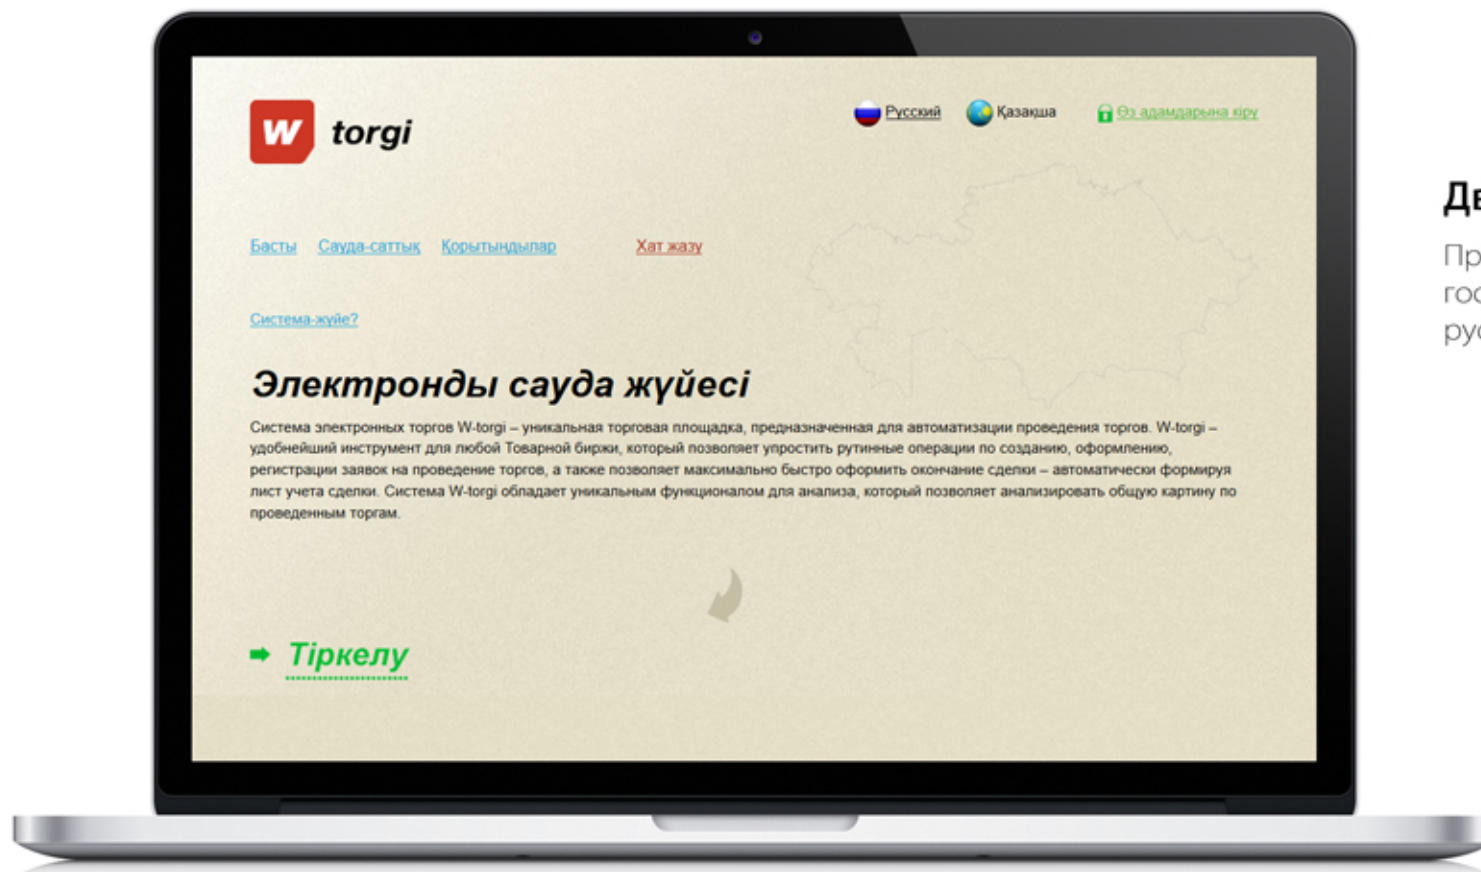 W torgi
Русский Қазақша Өз адамдарына кіру
Басты Сауда-саттық Қорытындылар Хат жазу
Система-жүйе?
Электронды сауда жүйесі
Система электронных торгов W-torgi – уникальная торговая площадка, предназначенная для автоматизации проведения торгов. W-torgi –
удобнейший инструмент для любой Товарной биржи, который позволяет упростить рутинные операции по созданию, оформлению,
регистрации заявок на проведение торгов, а также позволяет максимально быстро оформить окончание сделки – автоматически формируя
лист учета сделки. Система W-torgi обладает уникальным функционалом для анализа, который позволяет анализировать общую картину по
проведенным торгам.
Тіркелу